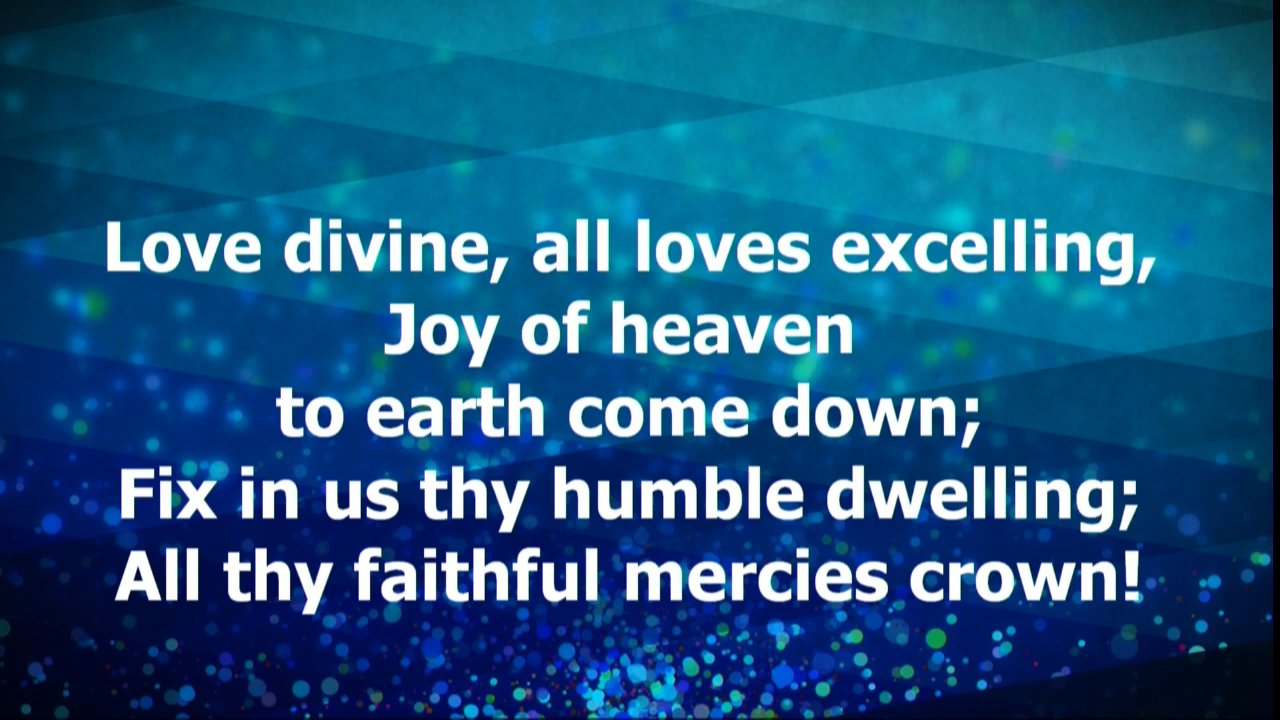 Love divine, all loves excelling,
Joy of heaven
to earth come down;
Fix in us thy humble dwelling;
All thy faithful mercies crown!